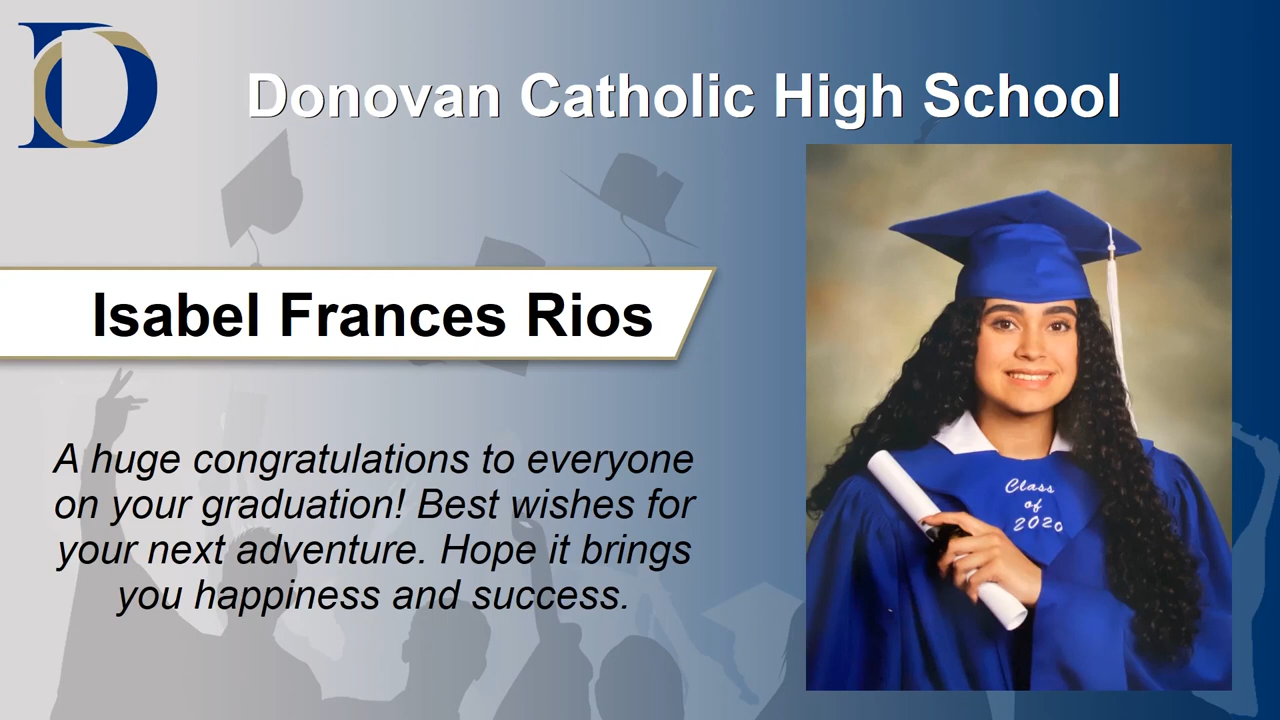 Donovan Catholic High School
Isabel Frances Rios
A huge congratulations to everyone
on your graduation! Best wishes for
your next adventure. Hope it brings
you happiness and success.
Class
of
2020